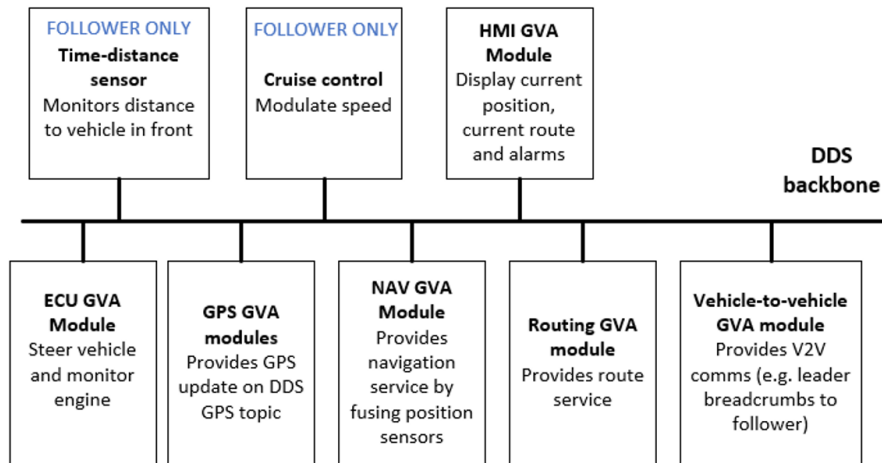 FOLLOWER ONLY
Time-distance
sensor
Monitors distance
to vehicle in front
FOLLOWER ONLY
Cruise control
Modulate speed
HMI GVA
Module
Display current
position,
current route
and alarms
DDS
backbone
ECU GVA
Module
Steer vehicle
and monitor
engine
GPS GVA
modules
Provides GPS
update on DDS
GPS topic
NAV GVA
Module
Provides
navigation
service by
fusing position
sensors
Routing GVA
module
Provides route
service
Vehicle-to-vehicle
GVA module
Provides V2V
comms (e.g. leader
breadcrumbs to
follower)